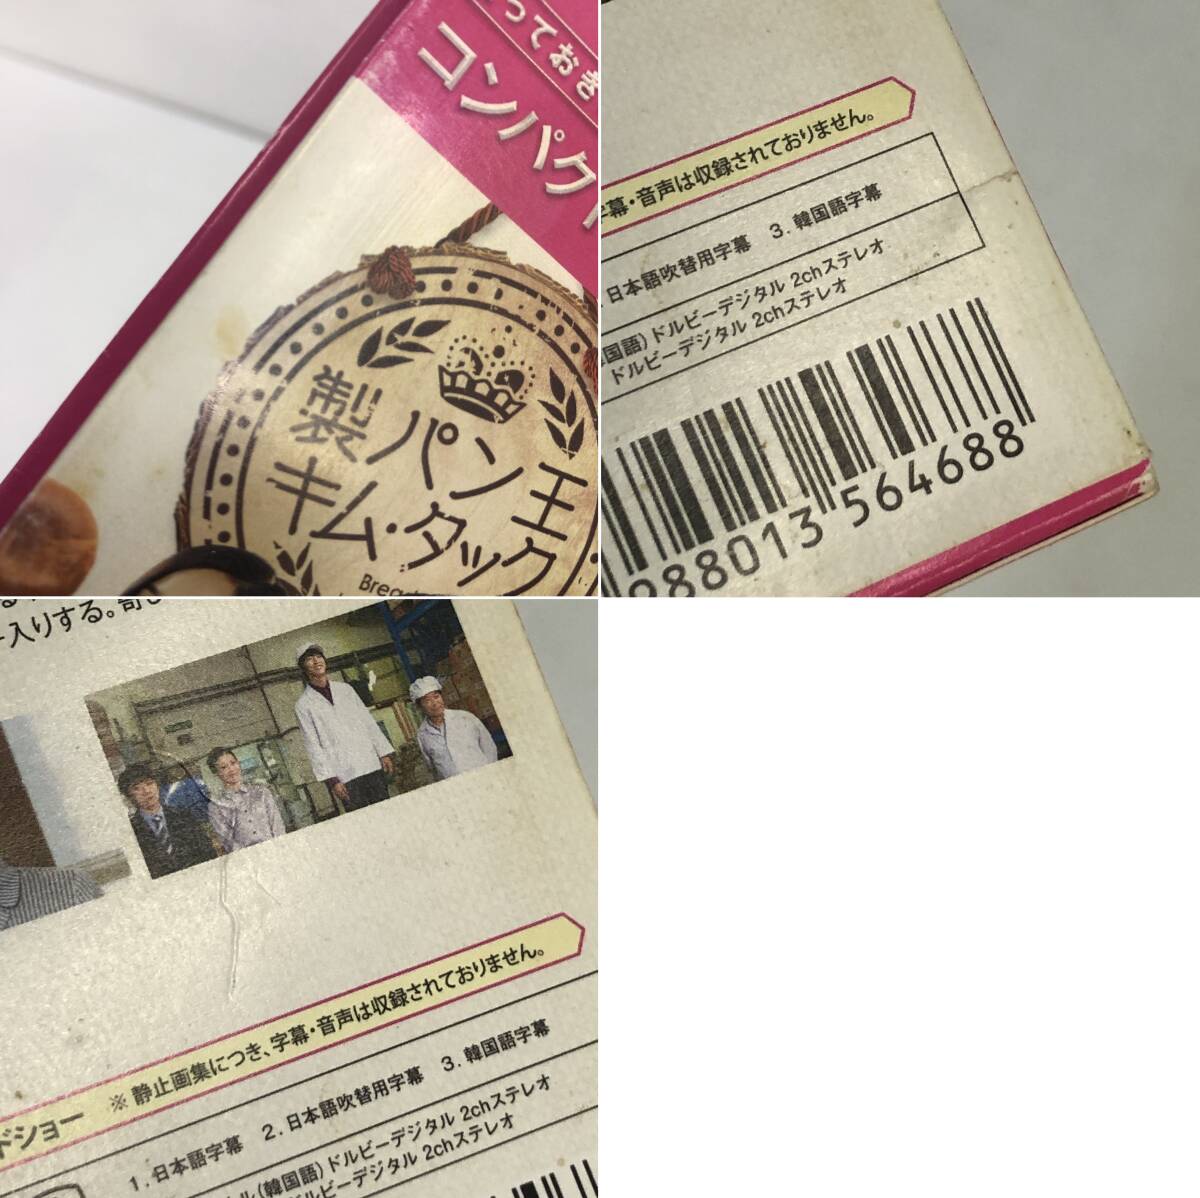 っておき
コンパクト
製パン王
キム・タック
Bread
字幕・音声は収録されておりません。
日本語吹替用字幕 3. 韓国語字幕
国語) ドルビーデジタル 2chステレオ
ドルビーデジタル 2chステレオ
988013 564688
入りする。
ドショー ※静止画集につき、字幕・音声は収録されておりません。
1. 日本語字幕 2. 日本語吹替用字幕 3. 韓国語字幕
ル (韓国語) ドルビーデジタル 2chステレオ
ドルビーデジタル 2chステレオ